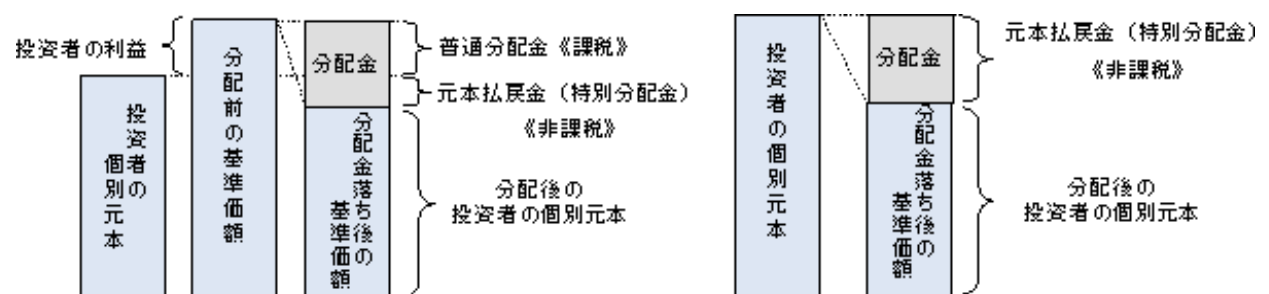 投資者の利益
投資者の
個別元本
分配前の基準価額
分配金
分配金落ち後の
基準価額
普通分配金《課税》
元本払戻金（特別分配金）
《非課税》
分配後の
投資者の個別元本
投資者の個別元本
分配金
分配金落ち後の
基準価額
元本払戻金（特別分配金）
《非課税》
分配後の
投資者の個別元本